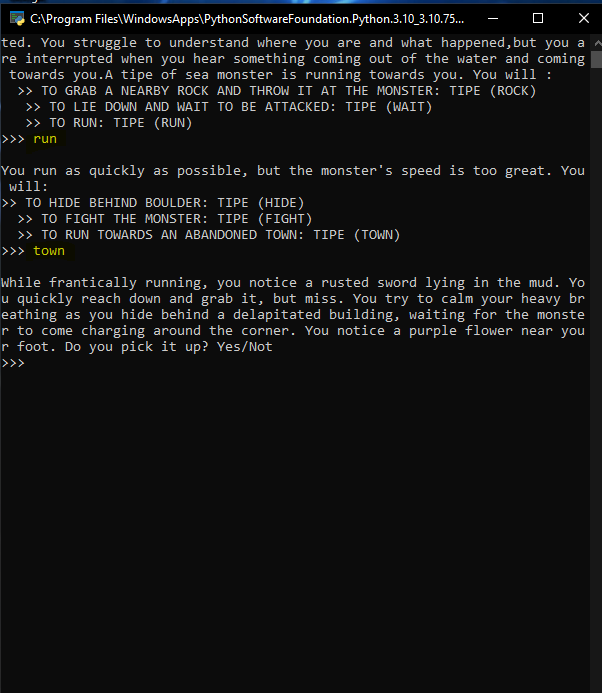 C:\Program Files\WindowsApps\PythonSoftwareFoundation.Python.3.10_3.10.75...
ted. You struggle to understand where you are and what happened,but you a
re interrupted when you hear something coming out of the water and coming
 towards you.A tipe of sea monster is running towards you. You will :
  >> TO GRAB A NEARBY ROCK AND THROW IT AT THE MONSTER: TIPE (ROCK)
   >> TO LIE DOWN AND WAIT TO BE ATTACKED: TIPE (WAIT)
   >> TO RUN: TIPE (RUN)
>>> run
You run as quickly as possible, but the monster's speed is too great. You
 will:
>> TO HIDE BEHIND BOULDER: TIPE (HIDE)
  >> TO FIGHT THE MONSTER: TIPE (FIGHT)
  >> TO RUN TOWARDS AN ABANDONED TOWN: TIPE (TOWN)
>>> town
While frantically running, you notice a rusted sword lying in the mud. Yo
u quickly reach down and grab it, but miss. You try to calm your heavy br
eathing as you hide behind a delapitated building, waiting for the monste
r to come charging around the corner. You notice a purple flower near you
r foot. Do you pick it up? Yes/Not
>>>